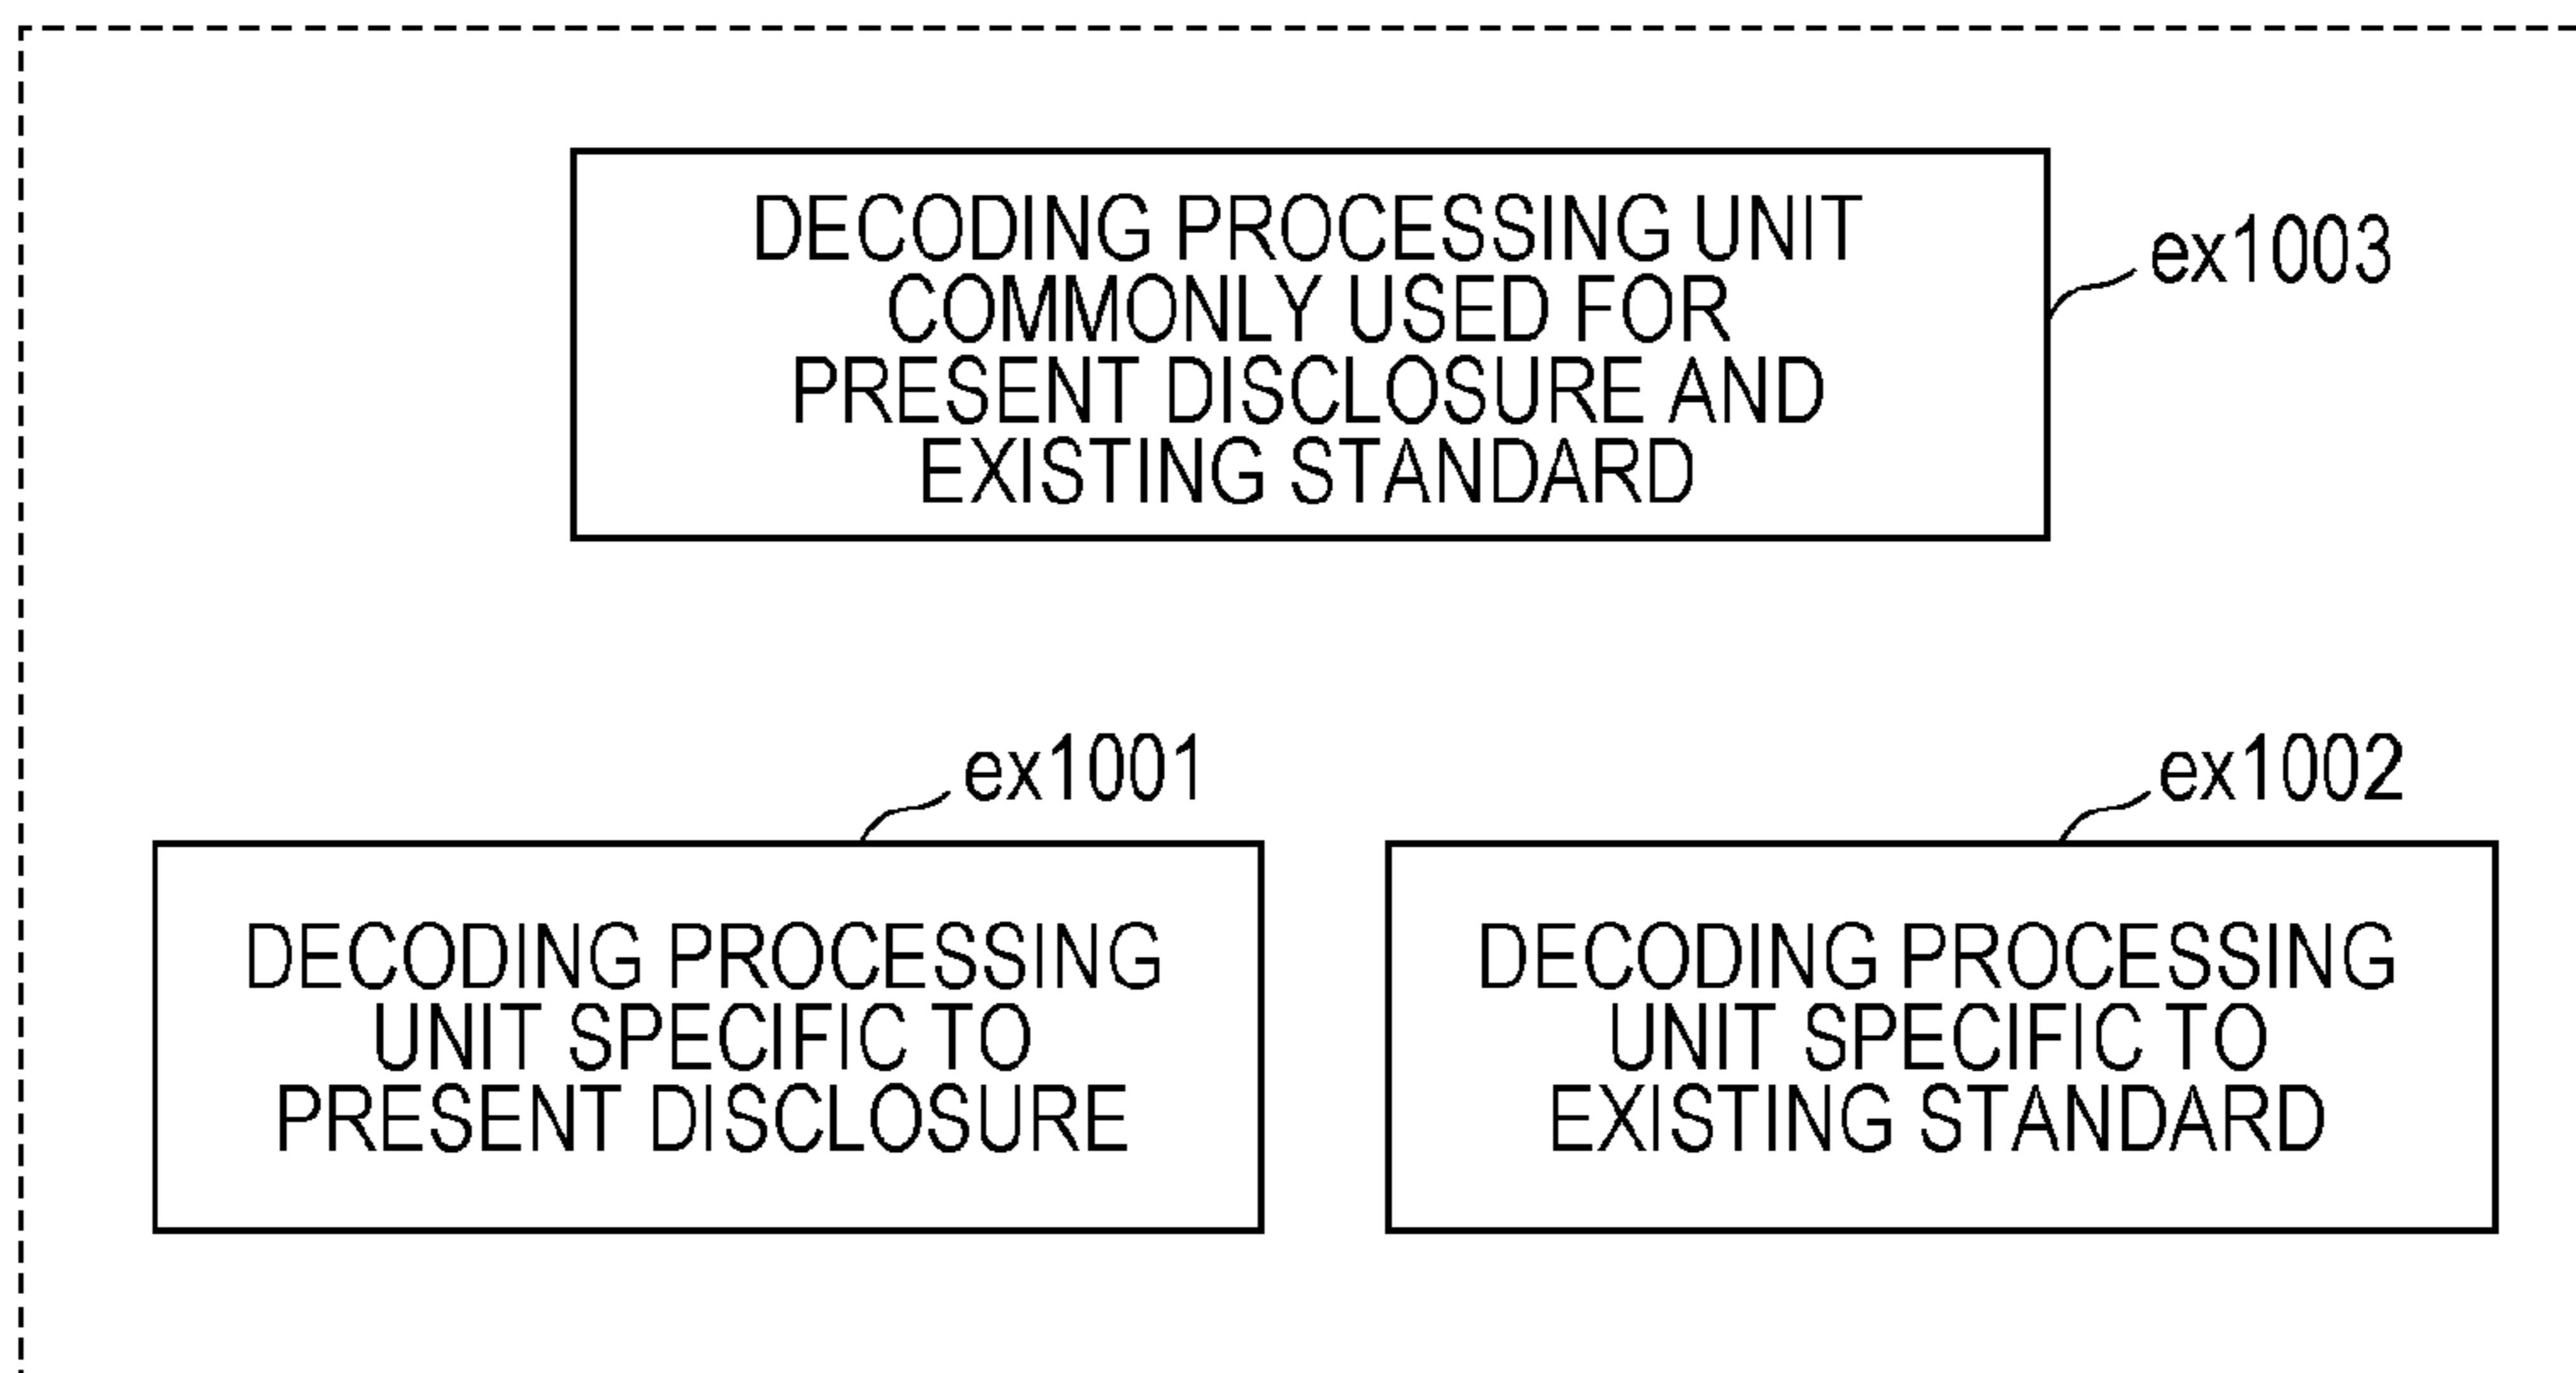 DECODING PROCESSING UNIT
COMMONLY USED FOR
PRESENT DISCLOSURE AND
EXISTING STANDARD
ex1003
ex1001
DECODING PROCESSING
UNIT SPECIFIC TO
PRESENT DISCLOSURE
ex1002
DECODING PROCESSING
UNIT SPECIFIC TO
EXISTING STANDARD